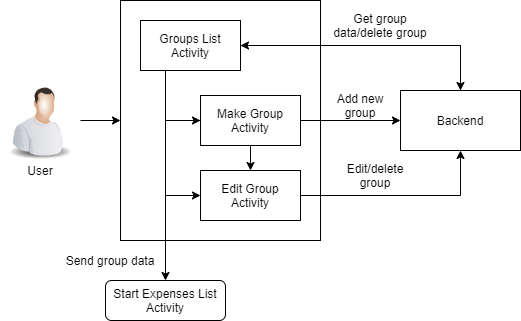 Groups List
Activity
Get group
data/delete group
Make Group
Activity
Add new
group
Backend
User
Edit Group
Activity
Edit/delete
group
Send group data
Start Expenses List
Activity